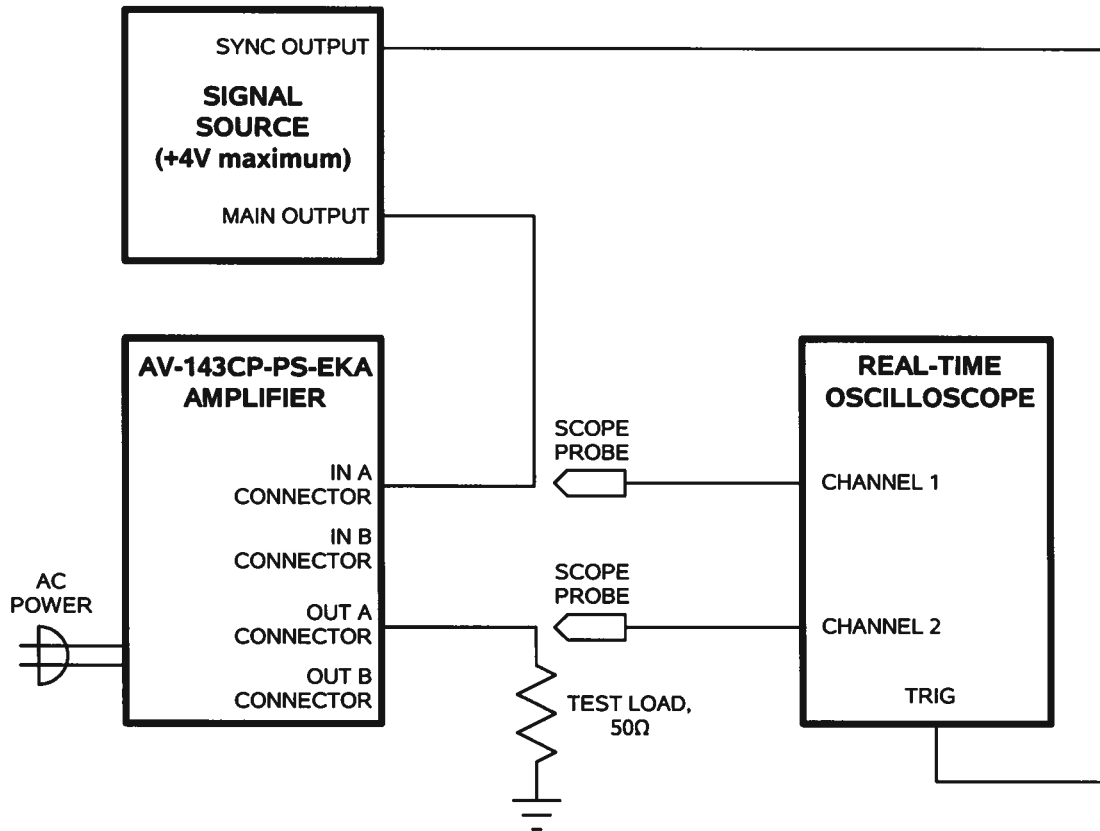 SYNC OUTPUT
SIGNAL
SOURCE
(+4V maximum)
MAIN OUTPUT
AV-143CP-PS-EKA
AMPLIFIER
IN A
CONNECTOR
IN B
CONNECTOR
OUT A
CONNECTOR
OUT B
CONNECTOR
AC
POWER
SCOPE
PROBE
SCOPE
PROBE
TEST LOAD,
50Ω
REAL-TIME
OSCILLOSCOPE
CHANNEL 1
CHANNEL 2
TRIG